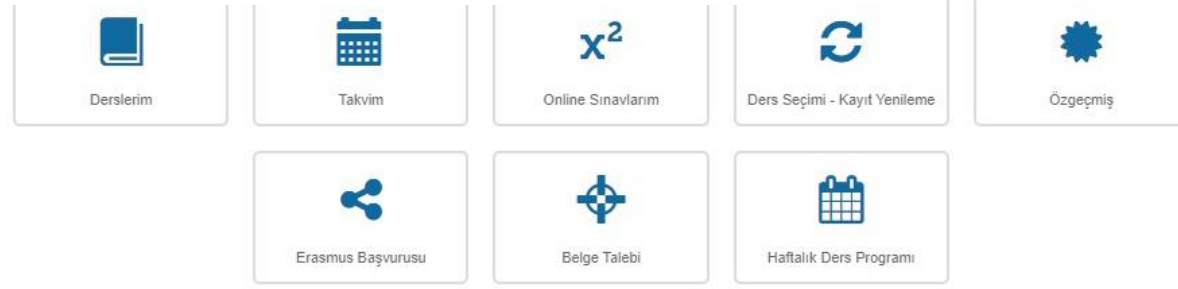 Derslerim
Takvim
x²
Online Sınavlarım
Ders Seçimi - Kayıt Yenileme
Özgeçmiş
Erasmus Başvurusu
Belge Talebi
Haftalık Ders Programı